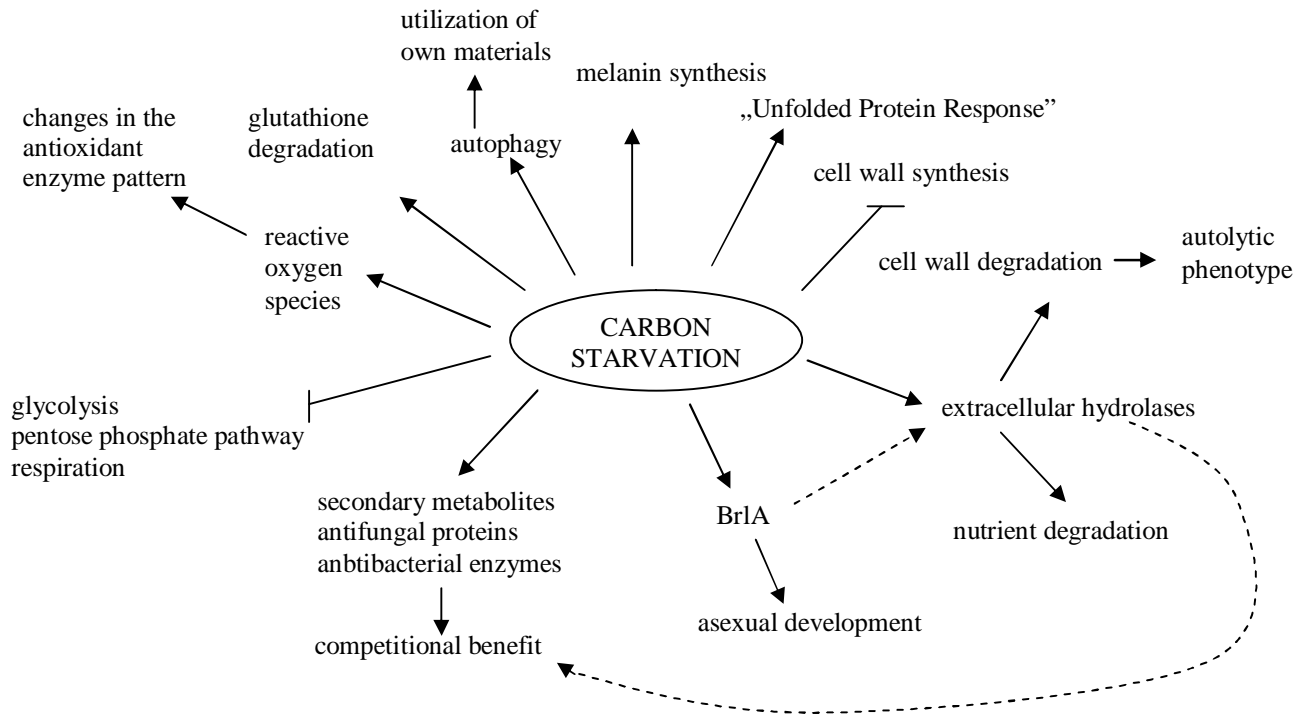 utilization of
own materials
melanin synthesis
„Unfolded Protein Response”
changes in the
antioxidant
enzyme pattern
glutathione
degradation
autophagy
cell wall synthesis
reactive
oxygen
species
cell wall degradation
autolytic
phenotype
CARBON
STARVATION
glycolysis
pentose phosphate pathway
respiration
extracellular hydrolases
secondary metabolites
antifungal proteins
anbtibacterial enzymes
BrlA
nutrient degradation
asexual development
competitional benefit